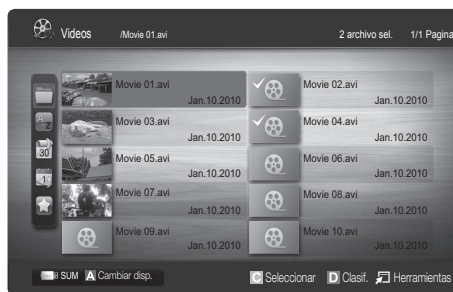 Videos /Movie 01.avi 2 archivo sel. 1/1 Pagina
Movie 01.avi Movie 02.avi
Jan.10.2010 Jan.10.2010
Movie 03.avi Movie 04.avi
Jan.10.2010 Jan.10.2010
Movie 05.avi Movie 06.avi
Jan.10.2010 Jan.10.2010
Movie 07.avi Movie 08.avi
Jan.10.2010 Jan.10.2010
Movie 09.avi Movie 10.avi
Jan.10.2010 Jan.10.2010
A Z
30
1
SUM A Cambiar disp. C Seleccionar D Clasif. Herramientas